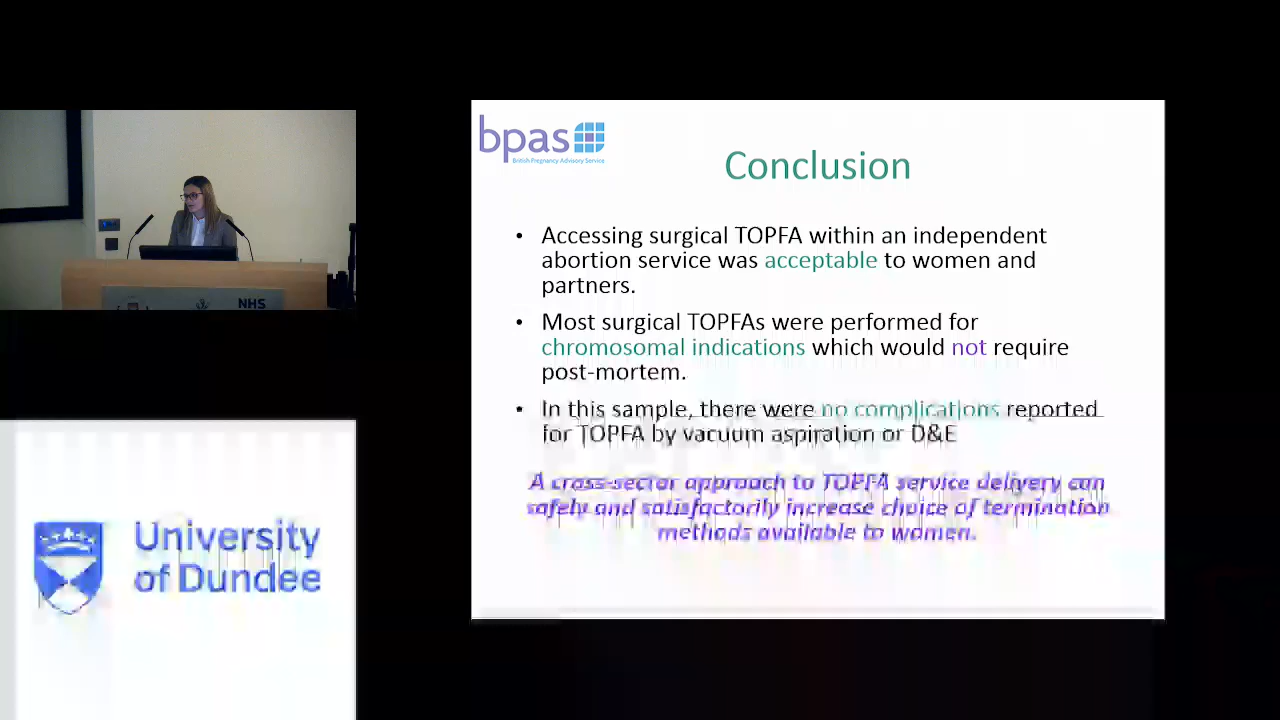 bpas
British Pregnancy Advisory Service
Conclusion
• Accessing surgical TOPFA within an independent
abortion service was acceptable to women and
partners.
• Most surgical TOPFAs were performed for
chromosomal indications which would not require
post-mortem.
• In this sample, there were no complications reported
for TOPFA by vacuum aspiration or D&E
A cross-sector approach to TOPFA service delivery can
safely and satisfactorily increase choice of termination
methods available to women.
NHS
University
of Dundee